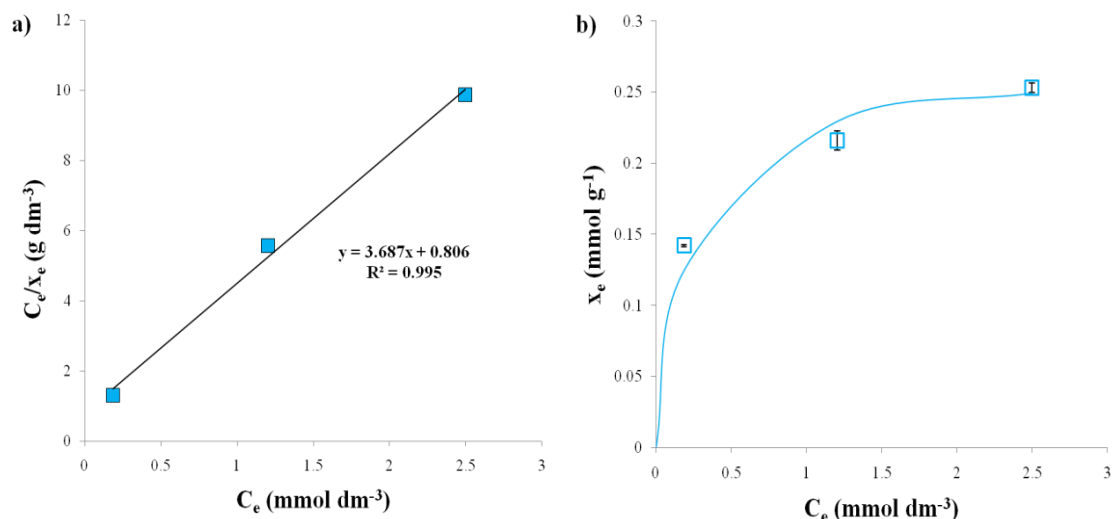 a)
12
10
8
6
4
2
0
Cₑ/xₑ (g dm⁻³)
y = 3.687x + 0.806
R² = 0.995
0 0.5 1 1.5 2 2.5 3
Cₑ (mmol dm⁻³)
b)
0.3
0.25
0.2
0.15
0.1
0.05
0
xₑ (mmol g⁻¹)
0 0.5 1 1.5 2 2.5 3
Cₑ (mmol dm⁻³)